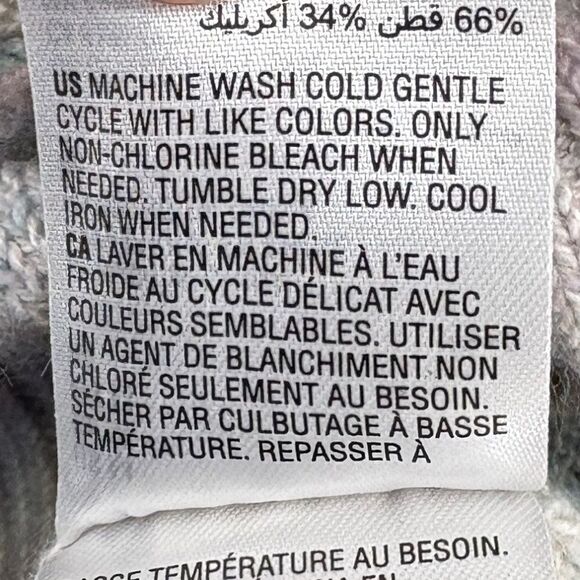 66% قطن 34% أكريليك
US MACHINE WASH COLD GENTLE
CYCLE WITH LIKE COLORS. ONLY
NON-CHLORINE BLEACH WHEN
NEEDED. TUMBLE DRY LOW. COOL
IRON WHEN NEEDED.
CA LAVER EN MACHINE À L'EAU
FROIDE AU CYCLE DÉLICAT AVEC
COULEURS SEMBLABLES. UTILISER
UN AGENT DE BLANCHIMENT NON
CHLORÉ SEULEMENT AU BESOIN.
SÉCHER PAR CULBUTAGE À BASSE
TEMPÉRATURE. REPASSER À
TEMPÉRATURE AU BESOIN.